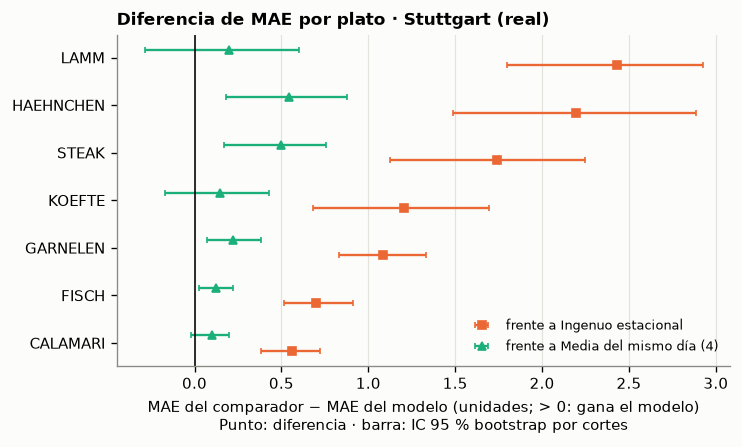 Diferencia de MAE por plato · Stuttgart (real)
LAMM
HAEHNCHEN
STEAK
KOEFTE
GARNELEN
FISCH
CALAMARI
frente a Ingenuo estacional
frente a Media del mismo día (4)
0.0 0.5 1.0 1.5 2.0 2.5 3.0
MAE del comparador − MAE del modelo (unidades; > 0: gana el modelo)
Punto: diferencia · barra: IC 95 % bootstrap por cortes